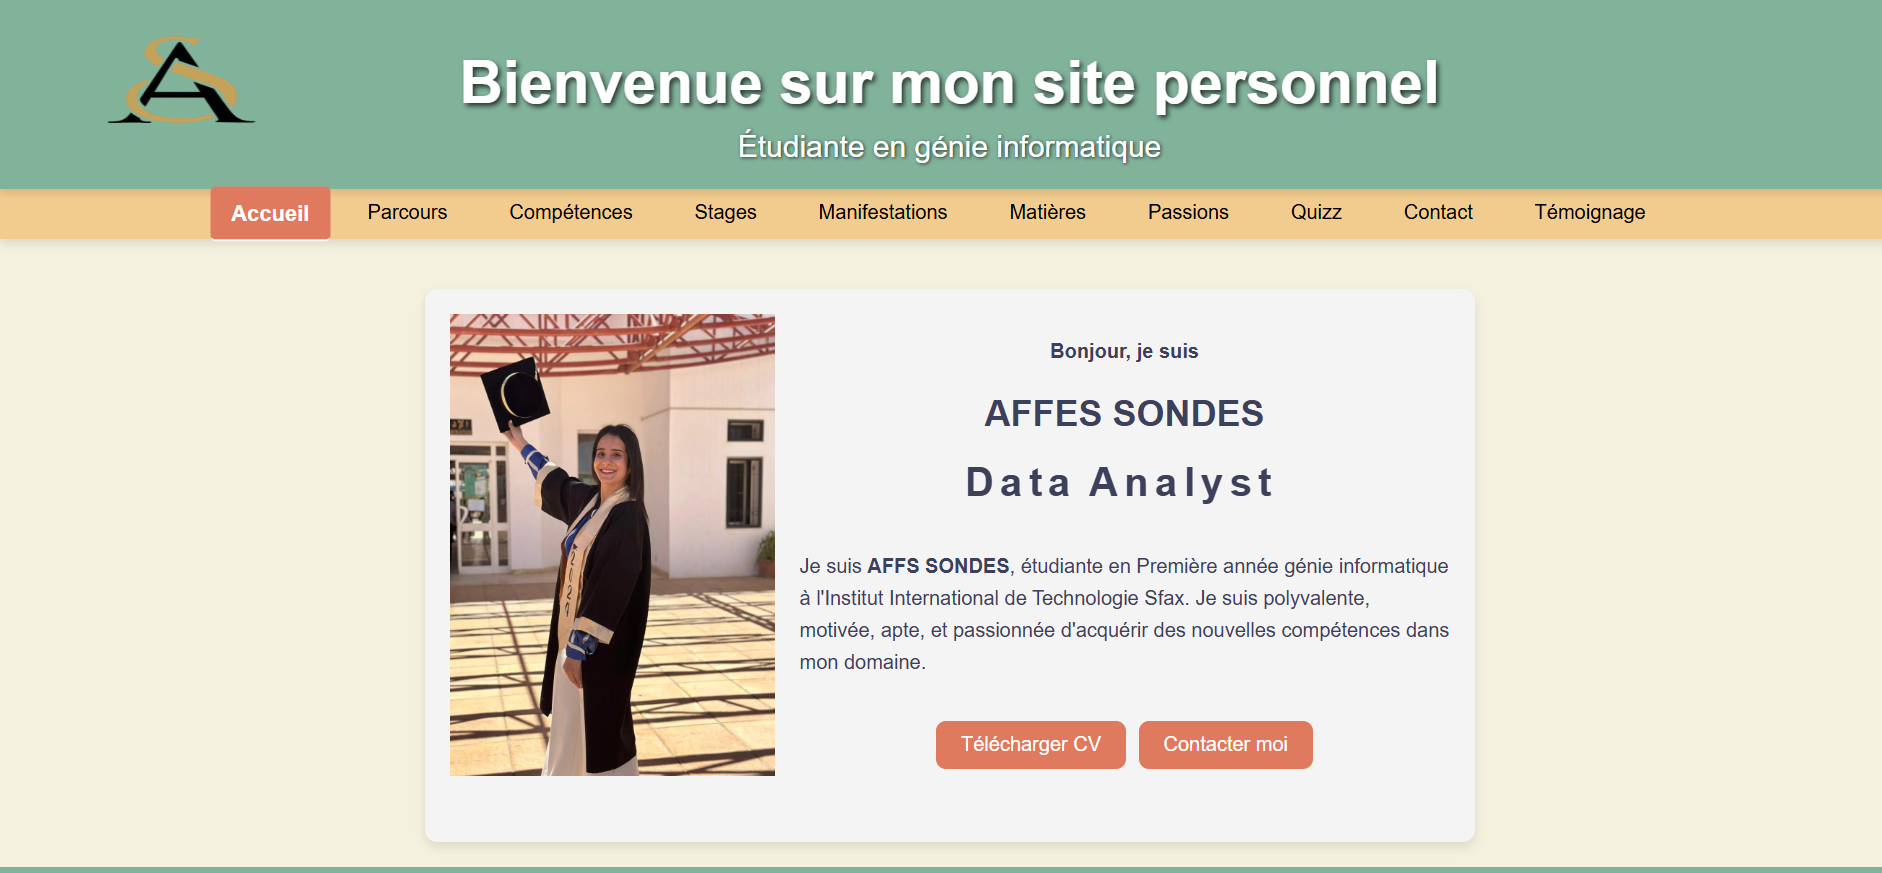 SA
Bienvenue sur mon site personnel
Étudiante en génie informatique
Accueil Parcours Compétences Stages Manifestations Matières Passions Quizz Contact Témoignage
Bonjour, je suis
AFFES SONDES
Data Analyst
Je suis AFFS SONDES, étudiante en Première année génie informatique
à l'Institut International de Technologie Sfax. Je suis polyvalente,
motivée, apte, et passionnée d'acquérir des nouvelles compétences dans
mon domaine.
Télécharger CV Contacter moi